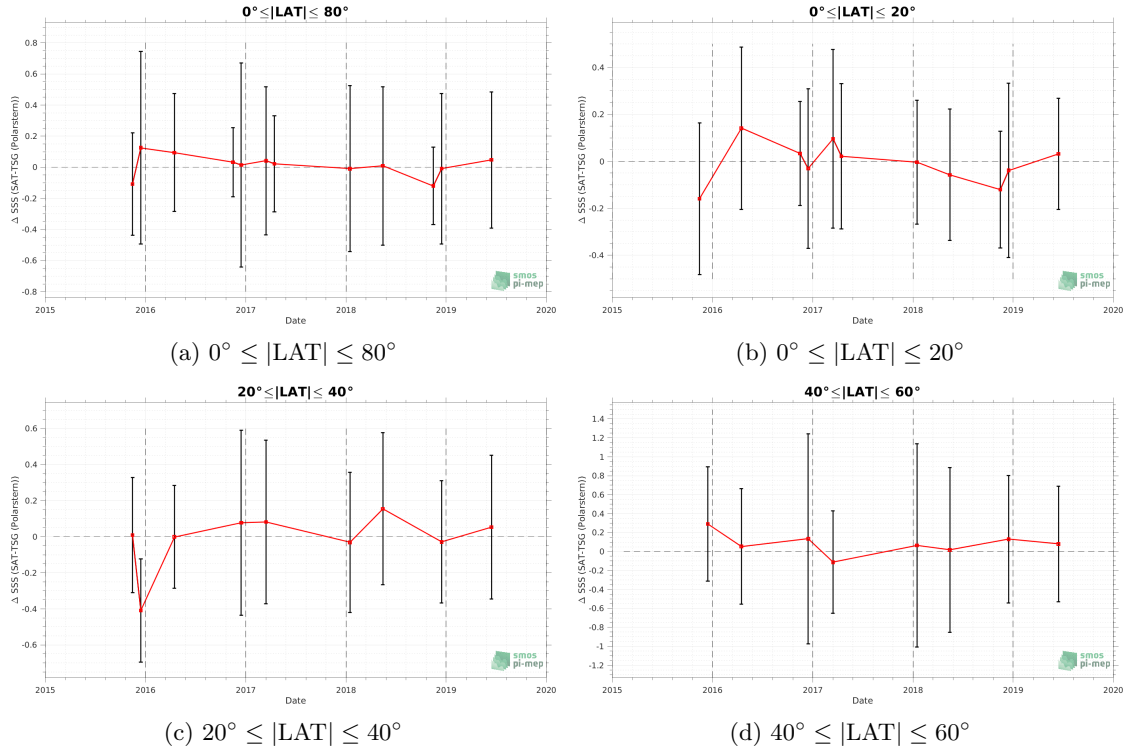 0°≤|LAT|≤ 80°
Δ SSS (SAT-TSG (Polarstern))
0.8
0.6
0.4
0.2
0
-0.2
-0.4
-0.6
-0.8
2015
2016
2017
2018
2019
2020
Date
smos
pi-mep
(a) 0° ≤ |LAT| ≤ 80°
0°≤|LAT|≤ 20°
Δ SSS (SAT-TSG (Polarstern))
0.4
0.2
0
-0.2
-0.4
2015
2016
2017
2018
2019
2020
Date
smos
pi-mep
(b) 0° ≤ |LAT| ≤ 20°
20°≤|LAT|≤ 40°
Δ SSS (SAT-TSG (Polarstern))
0.6
0.4
0.2
0
-0.2
-0.4
-0.6
2015
2016
2017
2018
2019
2020
Date
smos
pi-mep
(c) 20° ≤ |LAT| ≤ 40°
40°≤|LAT|≤ 60°
Δ SSS (SAT-TSG (Polarstern))
1.4
1.2
1
0.8
0.6
0.4
0.2
0
-0.2
-0.4
-0.6
-0.8
-1
-1.2
2015
2016
2017
2018
2019
2020
Date
smos
pi-mep
(d) 40° ≤ |LAT| ≤ 60°